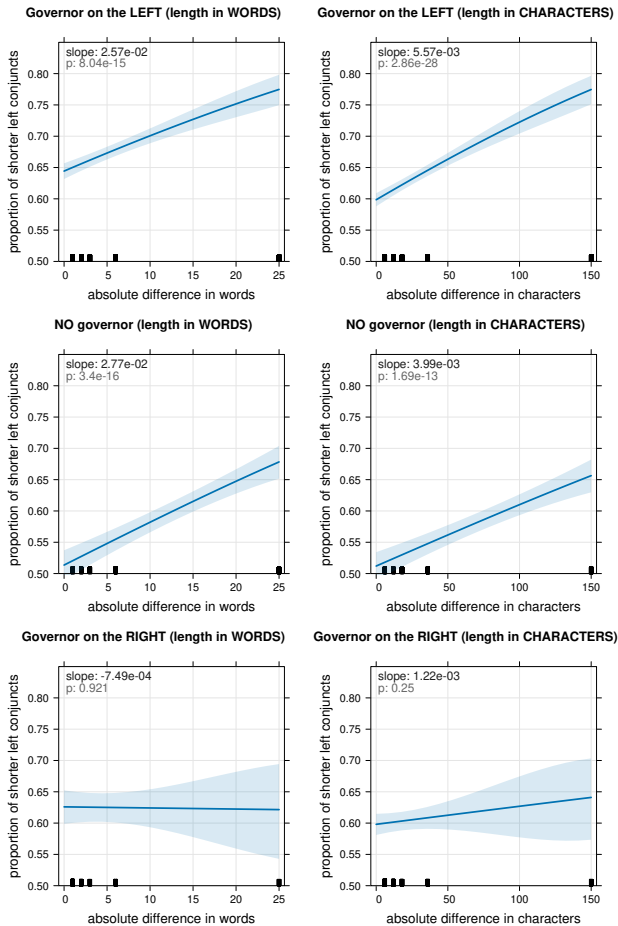 Governor on the LEFT (length in WORDS)
slope: 2.57e-02
p: 8.04e-15
proportion of shorter left conjuncts
0.80
0.75
0.70
0.65
0.60
0.55
0.50
0 5 10 15 20 25
absolute difference in words
Governor on the LEFT (length in CHARACTERS)
slope: 5.57e-03
p: 2.86e-28
proportion of shorter left conjuncts
0.80
0.75
0.70
0.65
0.60
0.55
0.50
0 50 100 150
absolute difference in characters
NO governor (length in WORDS)
slope: 2.77e-02
p: 3.4e-16
proportion of shorter left conjuncts
0.80
0.75
0.70
0.65
0.60
0.55
0.50
0 5 10 15 20 25
absolute difference in words
NO governor (length in CHARACTERS)
slope: 3.99e-03
p: 1.69e-13
proportion of shorter left conjuncts
0.80
0.75
0.70
0.65
0.60
0.55
0.50
0 50 100 150
absolute difference in characters
Governor on the RIGHT (length in WORDS)
slope: -7.49e-04
p: 0.921
proportion of shorter left conjuncts
0.80
0.75
0.70
0.65
0.60
0.55
0.50
0 5 10 15 20 25
absolute difference in words
Governor on the RIGHT (length in CHARACTERS)
slope: 1.22e-03
p: 0.25
proportion of shorter left conjuncts
0.80
0.75
0.70
0.65
0.60
0.55
0.50
0 50 100 150
absolute difference in characters